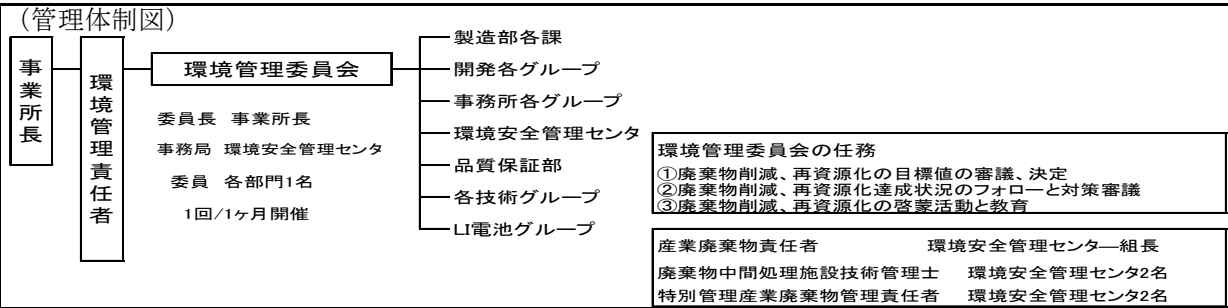 (管理体制図)
事業所長
環境管理責任者
環境管理委員会
委員長 事業所長
事務局 環境安全管理センタ
委員 各部門1名
1回/1ヶ月開催
製造部各課
開発各グループ
事務所各グループ
環境安全管理センタ
品質保証部
各技術グループ
LI電池グループ
環境管理委員会の任務
①廃棄物削減、再資源化の目標値の審議、決定
②廃棄物削減、再資源化達成状況のフォローと対策審議
③廃棄物削減、再資源化の啓蒙活動と教育
産業廃棄物責任者 環境安全管理センタ―組長
廃棄物中間処理施設技術管理士 環境安全管理センタ2名
特別管理産業廃棄物管理責任者 環境安全管理センタ2名